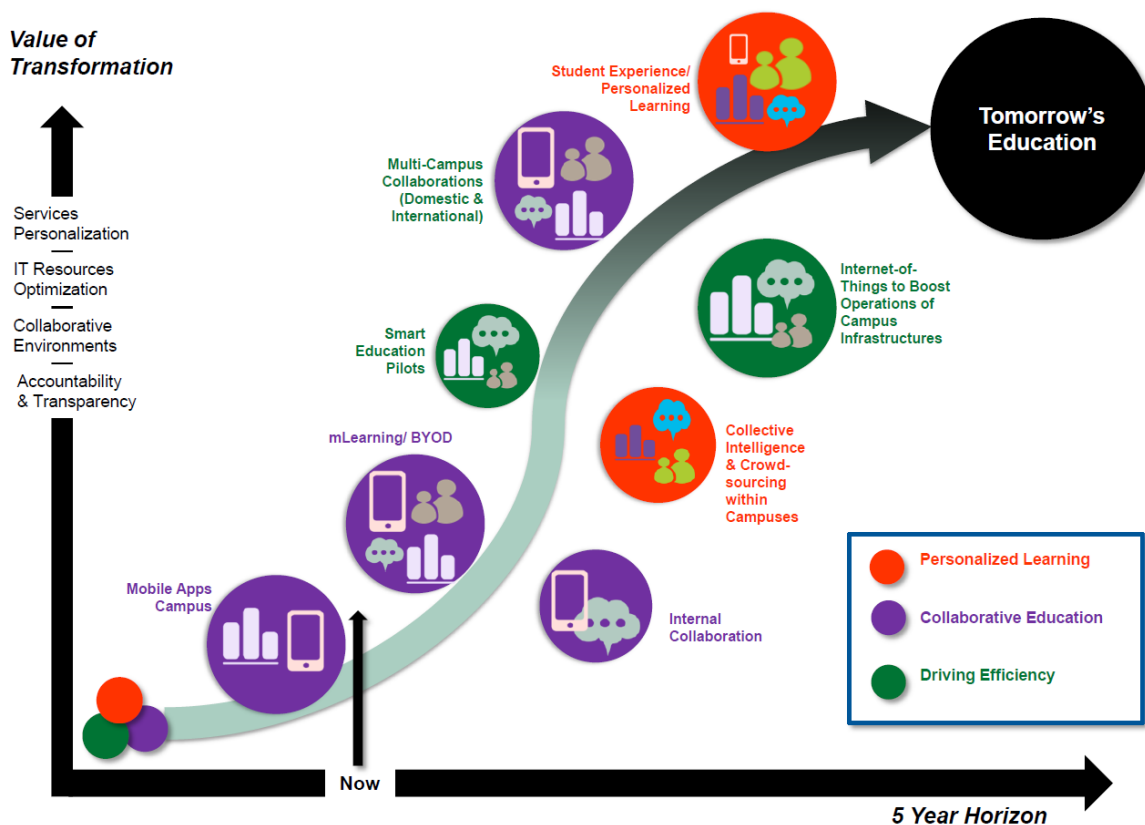 Value of
Transformation
Services
Personalization
IT Resources
Optimization
Collaborative
Environments
Accountability
& Transparency
Student Experience/
Personalized
Learning
Tomorrow's
Education
Multi-Campus
Collaborations
(Domestic &
International)
Internet-of-
Things to Boost
Operations of
Campus
Infrastructures
Smart
Education
Pilots
mLearning/ BYOD
Collective
Intelligence
& Crowd-
sourcing
within
Campuses
Mobile Apps
Campus
Internal
Collaboration
Personalized Learning
Collaborative Education
Driving Efficiency
Now
5 Year Horizon